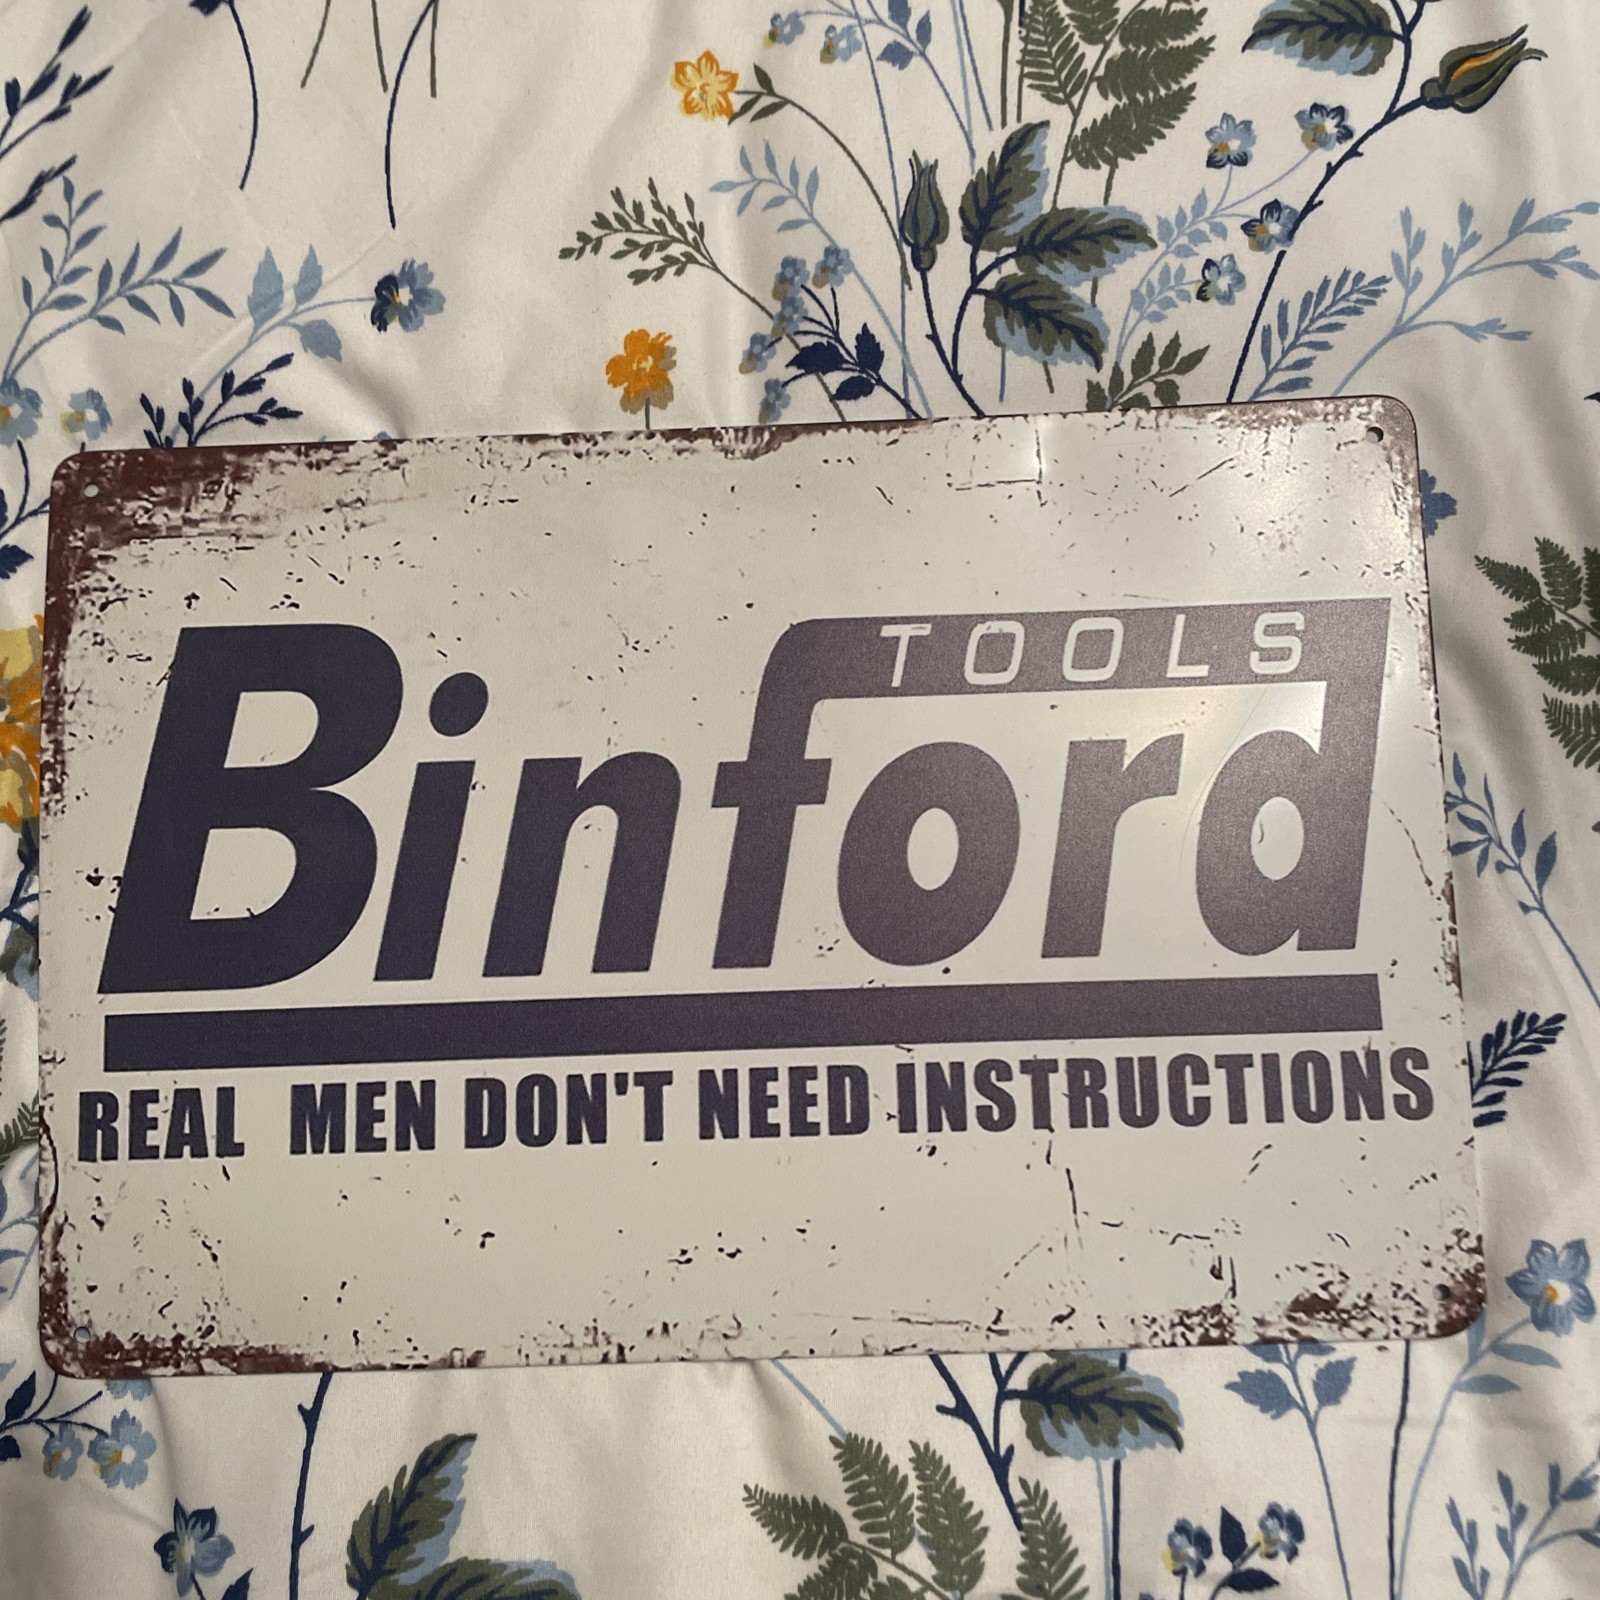 TOOLS
Binford
REAL MEN DON'T NEED INSTRUCTIONS